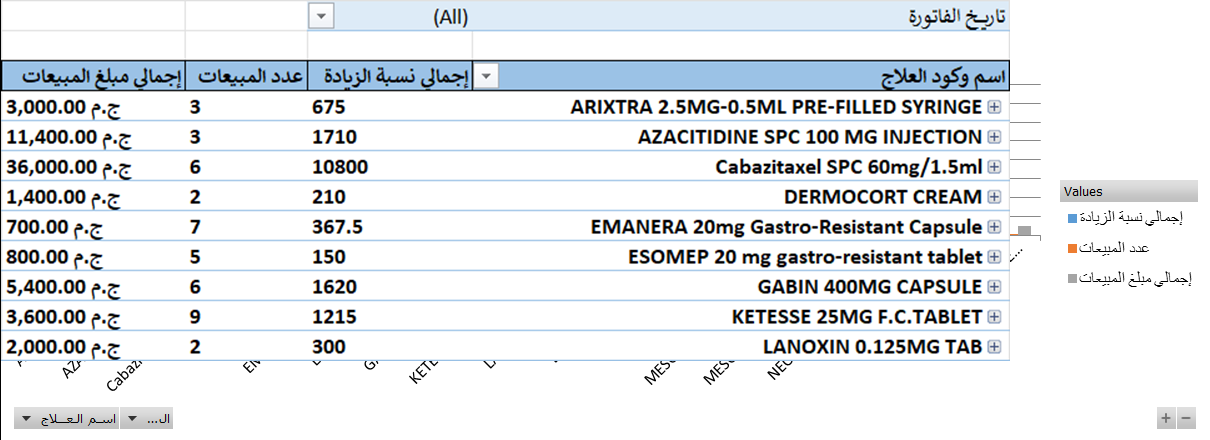 تاريخ الفاتورة (All)
اسم وكود العلاج إجمالي نسبة الزيادة عدد المبيعات إجمالي مبلغ المبيعات
ARIXTRA 2.5MG-0.5ML PRE-FILLED SYRINGE 675 3 3,000.00 ج.م
AZACITIDINE SPC 100 MG INJECTION 1710 3 11,400.00 ج.م
Cabazitaxel SPC 60mg/1.5ml 10800 6 36,000.00 ج.م
DERMOCORT CREAM 210 2 1,400.00 ج.م
EMANERA 20mg Gastro-Resistant Capsule 367.5 7 700.00 ج.م
ESOMEP 20 mg gastro-resistant tablet 150 5 800.00 ج.م
GABIN 400MG CAPSULE 1620 6 5,400.00 ج.م
KETESSE 25MG F.C.TABLET 1215 9 3,600.00 ج.م
LANOXIN 0.125MG TAB 300 2 2,000.00 ج.م
Values
إجمالي نسبة الزيادة
عدد المبيعات
إجمالي مبلغ المبيعات
اسم العلاج
ال...